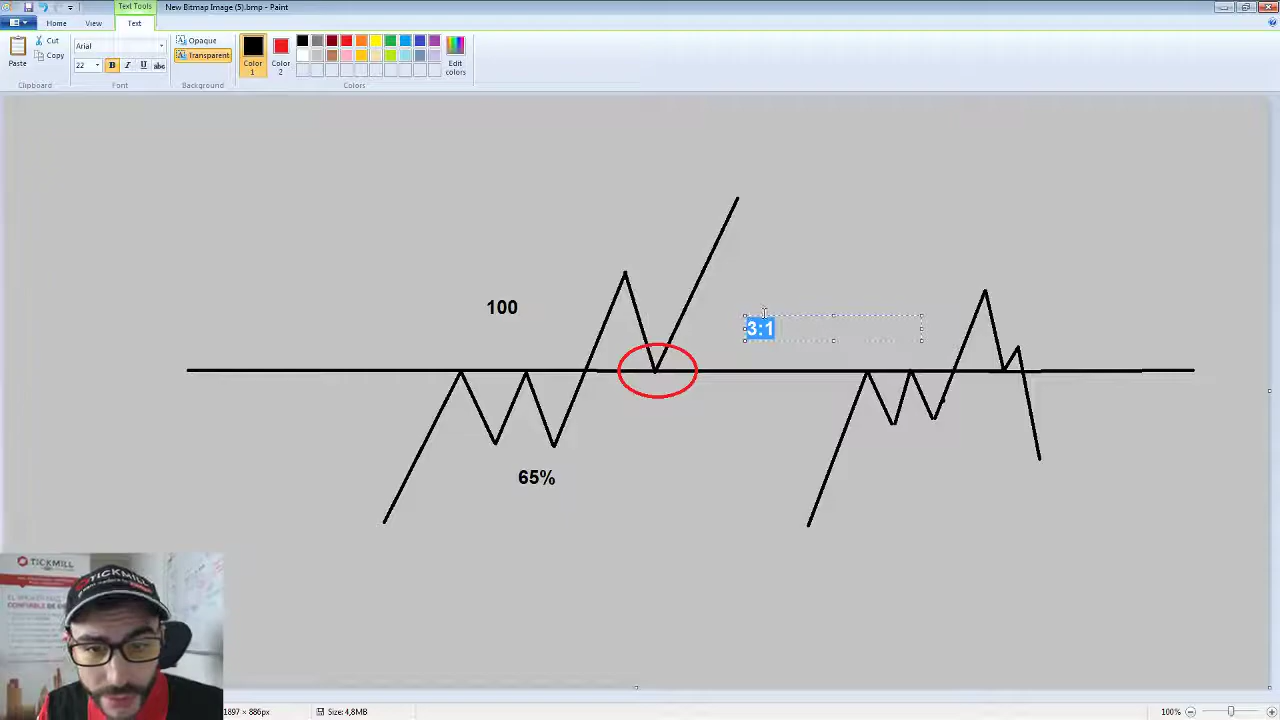 Text Tools
New Bitmap Image (5).bmp - Paint
Home
View
Text
Paste
Cut
Copy
Clipboard
Arial
22
B
I
U
abc
Font
Opaque
Transparent
Background
Color
1
Color
2
Edit
colors
Colors
100
3:1
65%
TICKMILL
TICKMILL
CONFIABLE
1897 × 886px
Size: 4,8MB
100%